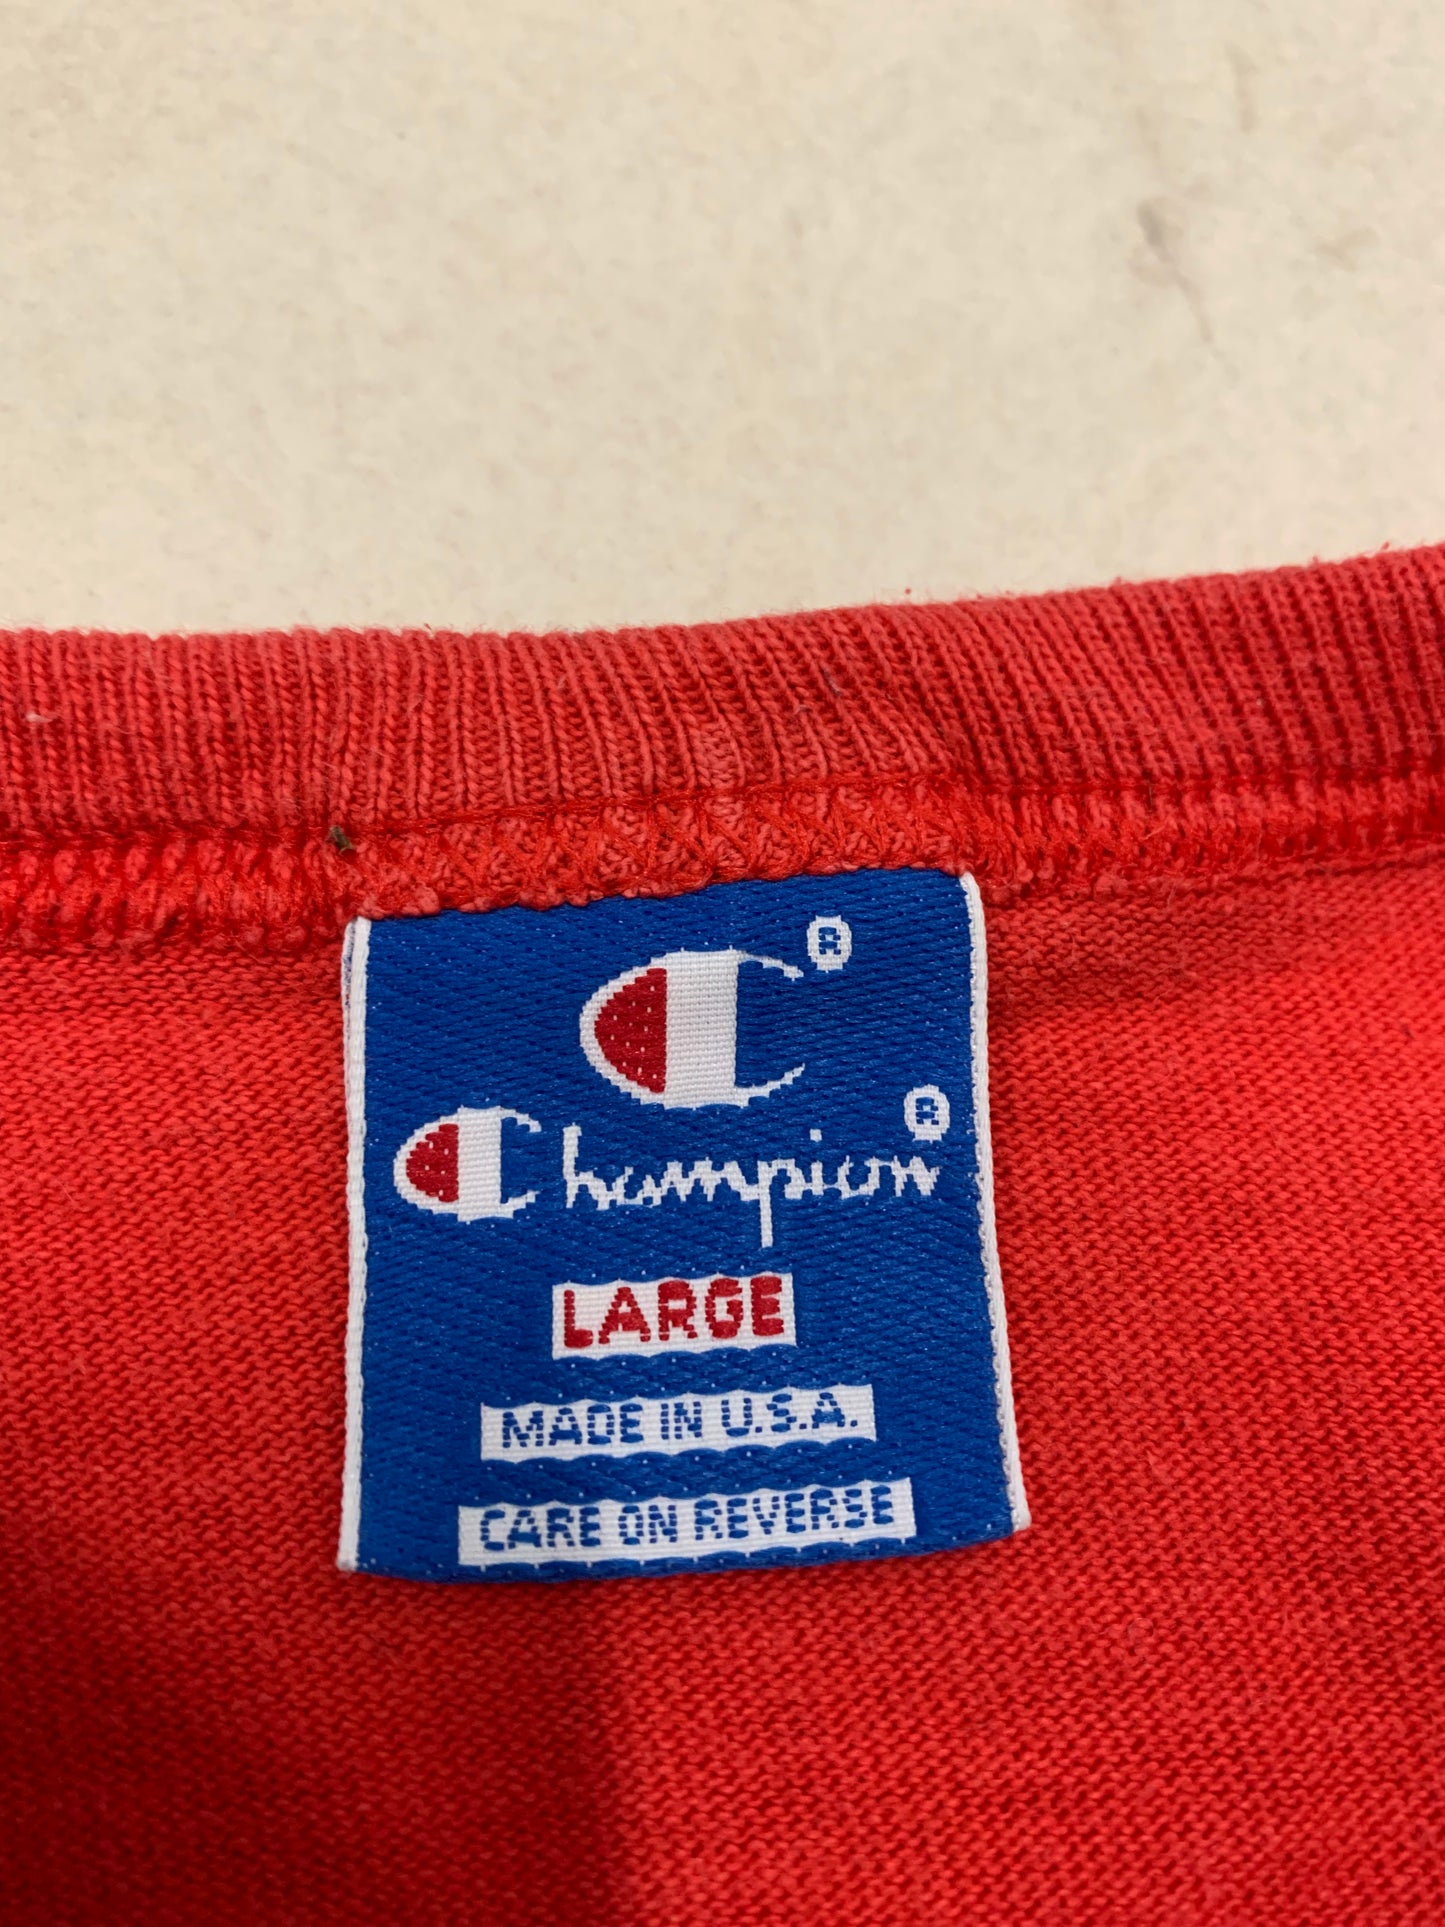 C®
Champion®
LARGE
MADE IN U.S.A.
CARE ON REVERSE